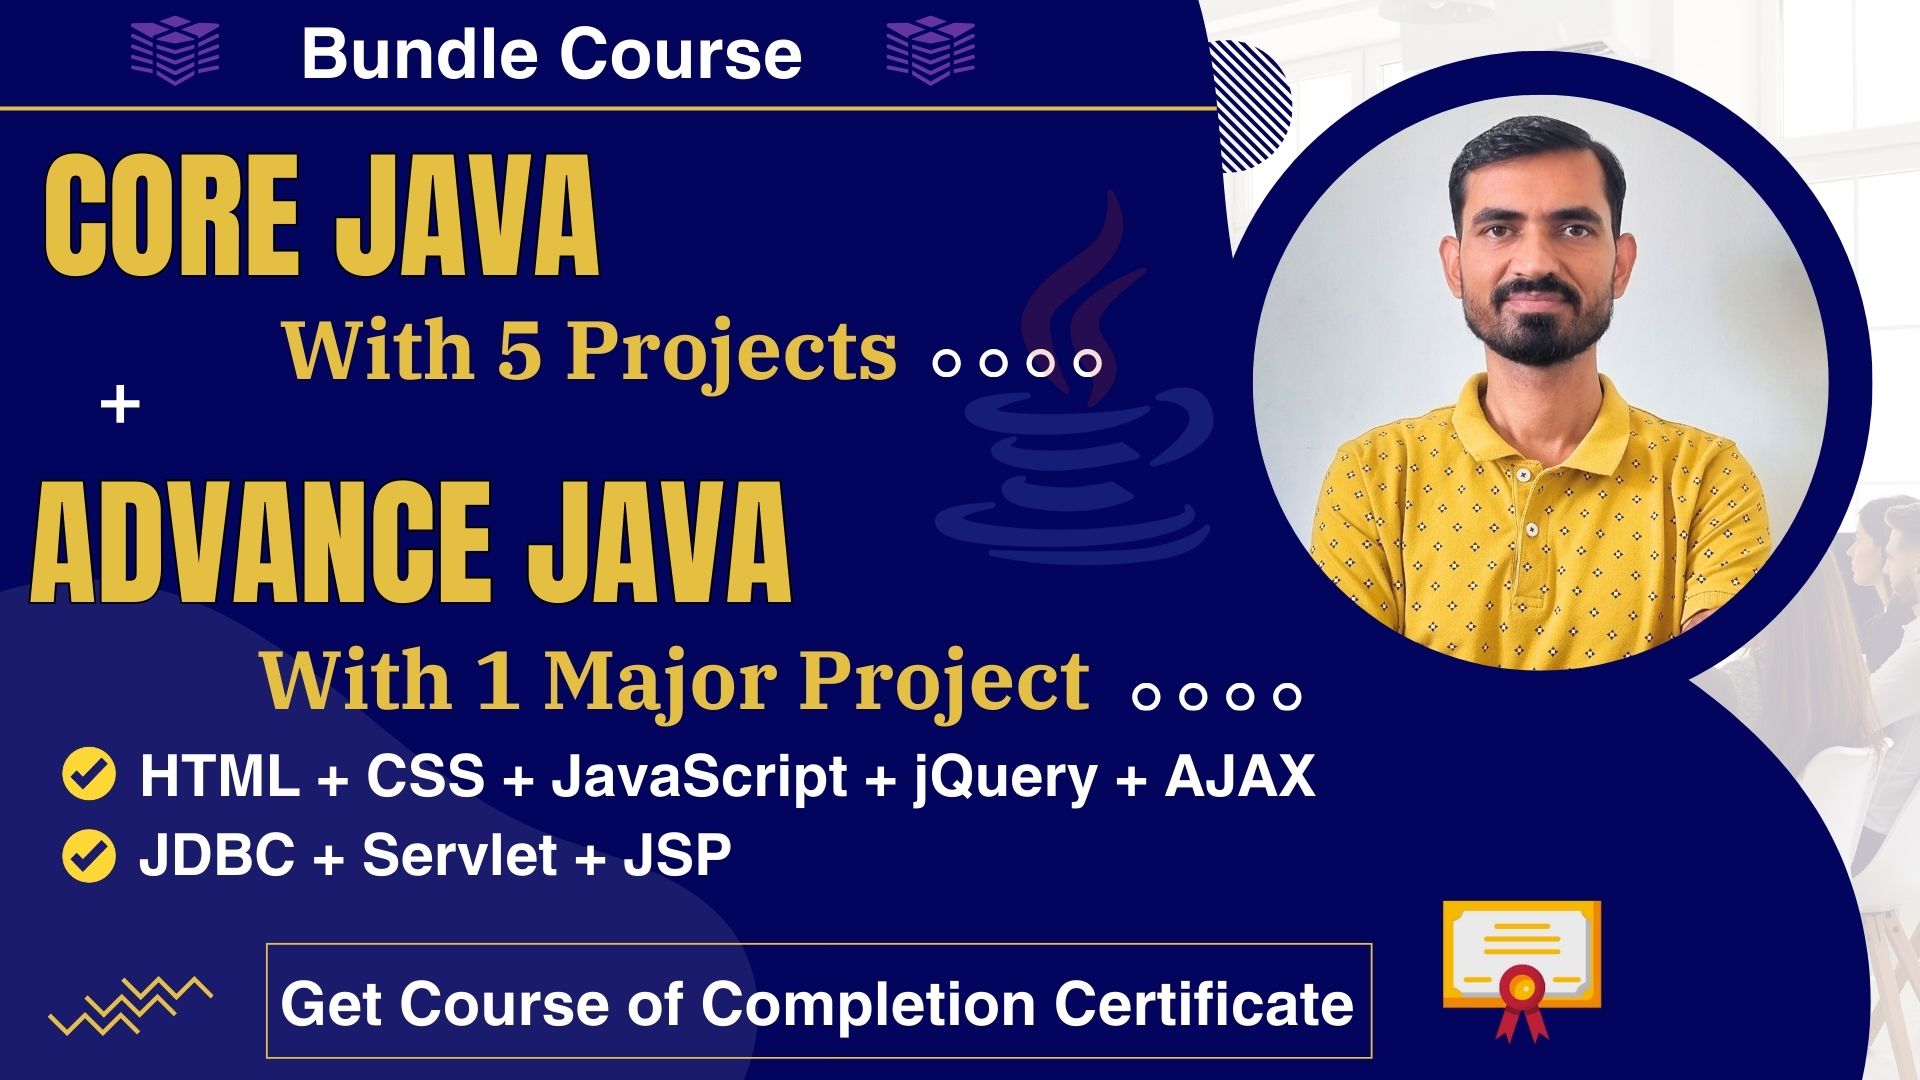 Bundle Course
CORE JAVA
With 5 Projects
+
ADVANCE JAVA
With 1 Major Project
HTML + CSS + JavaScript + jQuery + AJAX
JDBC + Servlet + JSP
Get Course of Completion Certificate